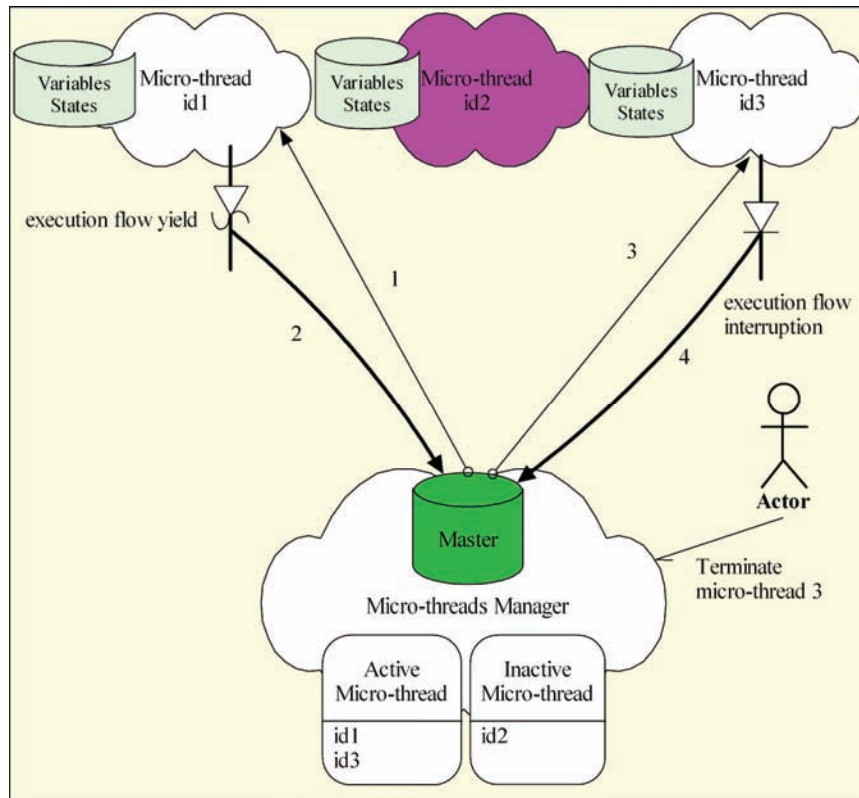 Variables
States
Micro-thread
id1
Variables
States
Micro-thread
id2
Variables
States
Micro-thread
id3
execution flow yield
1
2
3
4
execution flow
interruption
Actor
Master
Terminate
micro-thread 3
Micro-threads Manager
Active
Micro-thread
id1
id3
Inactive
Micro-thread
id2